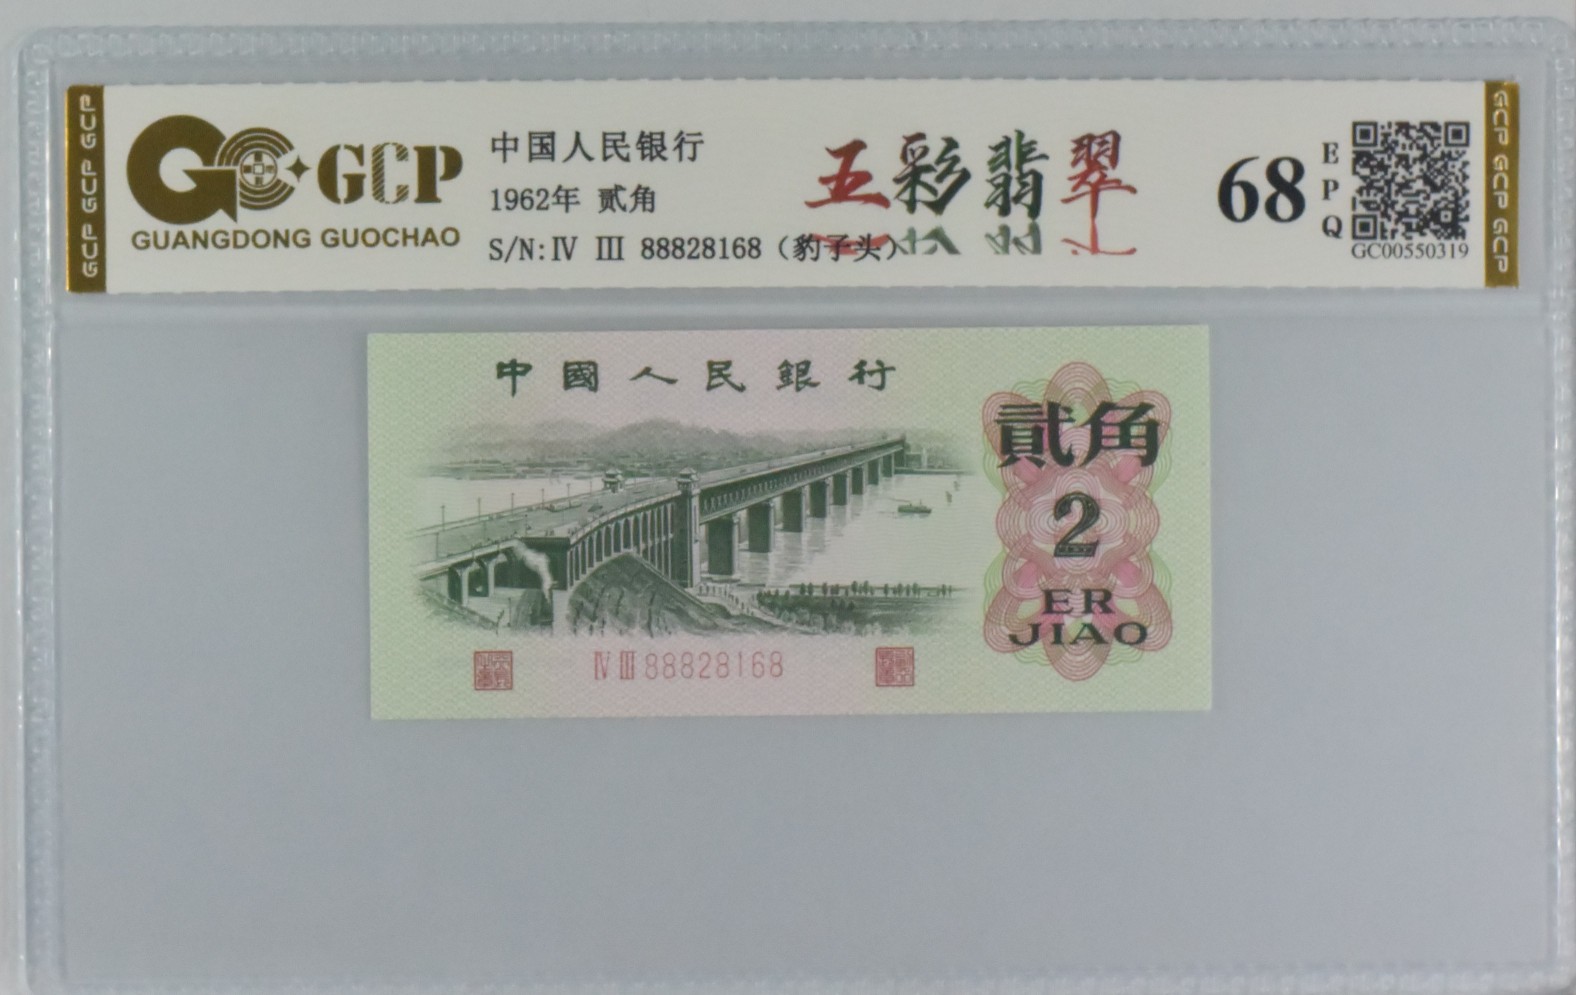 GCP GCP GCP
GCP
GUANGDONG GUOCHAO
中国人民银行
1962年 贰角
S/N:Ⅳ Ⅲ 88828168（豹子头）
五彩翡翠
68
EPQ
GC00550319
GCP GCP GCP
中國人民銀行
貳角
2
ER
JIAO
Ⅳ Ⅲ 88828168